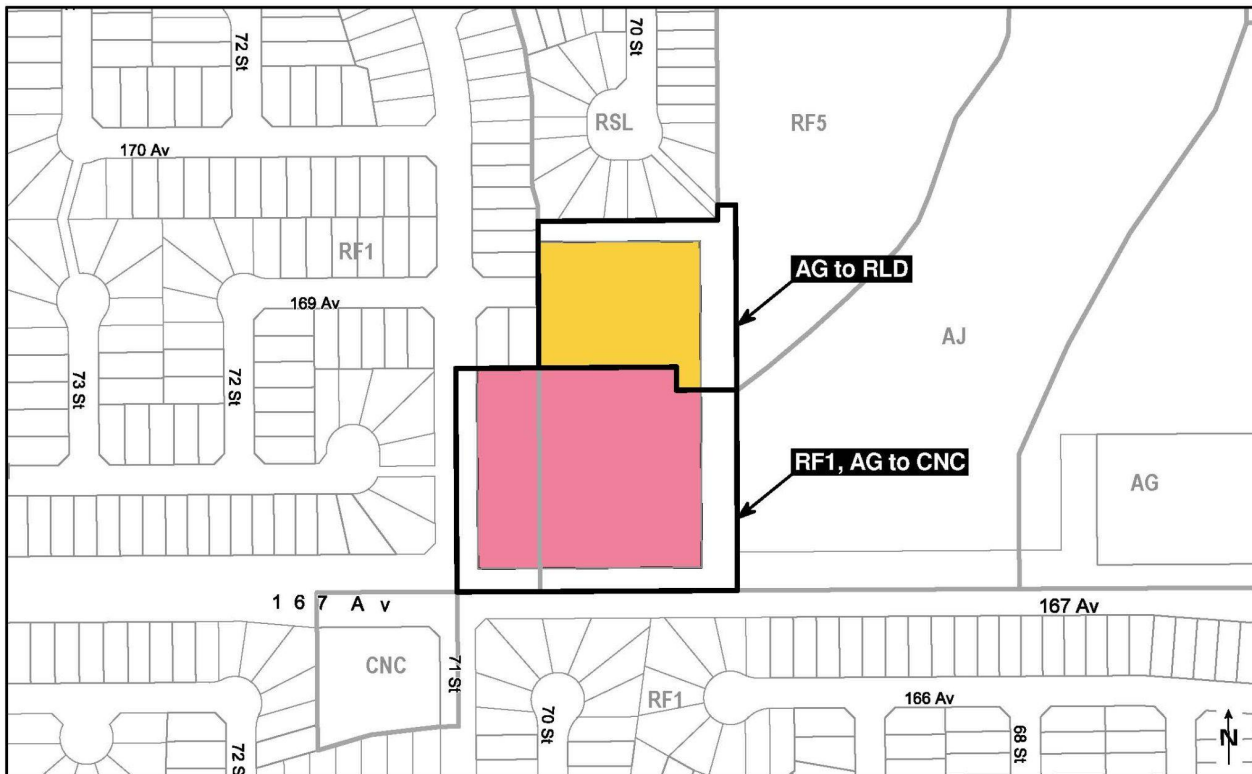 72 St
70 St
RSL
RF5
170 Av
RF1
AG to RLD
169 Av
AJ
73 St
72 St
RF1, AG to CNC
AG
1 6 7 A v
167 Av
CNC
71 St
RF1
166 Av
70 St
68 St
N